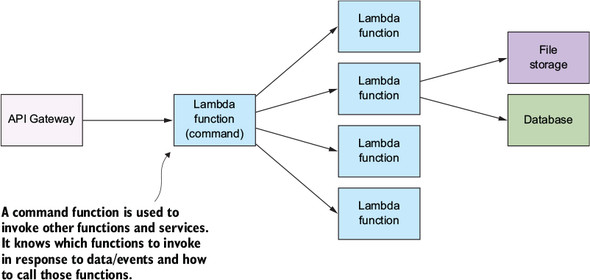 API Gateway
Lambda
function
(command)
Lambda
function
Lambda
function
Lambda
function
Lambda
function
File
storage
Database
A command function is used to
invoke other functions and services.
It knows which functions to invoke
in response to data/events and how
to call those functions.